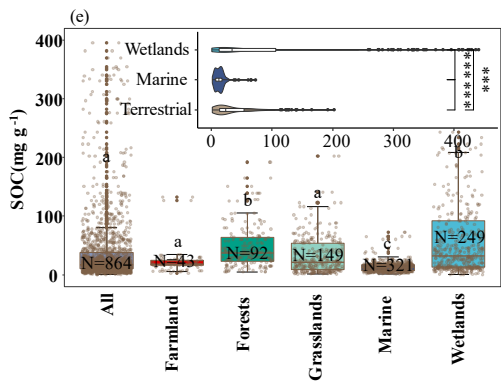 (e)
SOC(mg g⁻¹)
400
300
200
100
0
Wetlands
Marine
Terrestrial
0
100
200
300
400
***
***
***
a
a
b
a
c
b
N=864
N=43
N=92
N=149
N=321
N=249
All
Farmland
Forests
Grasslands
Marine
Wetlands